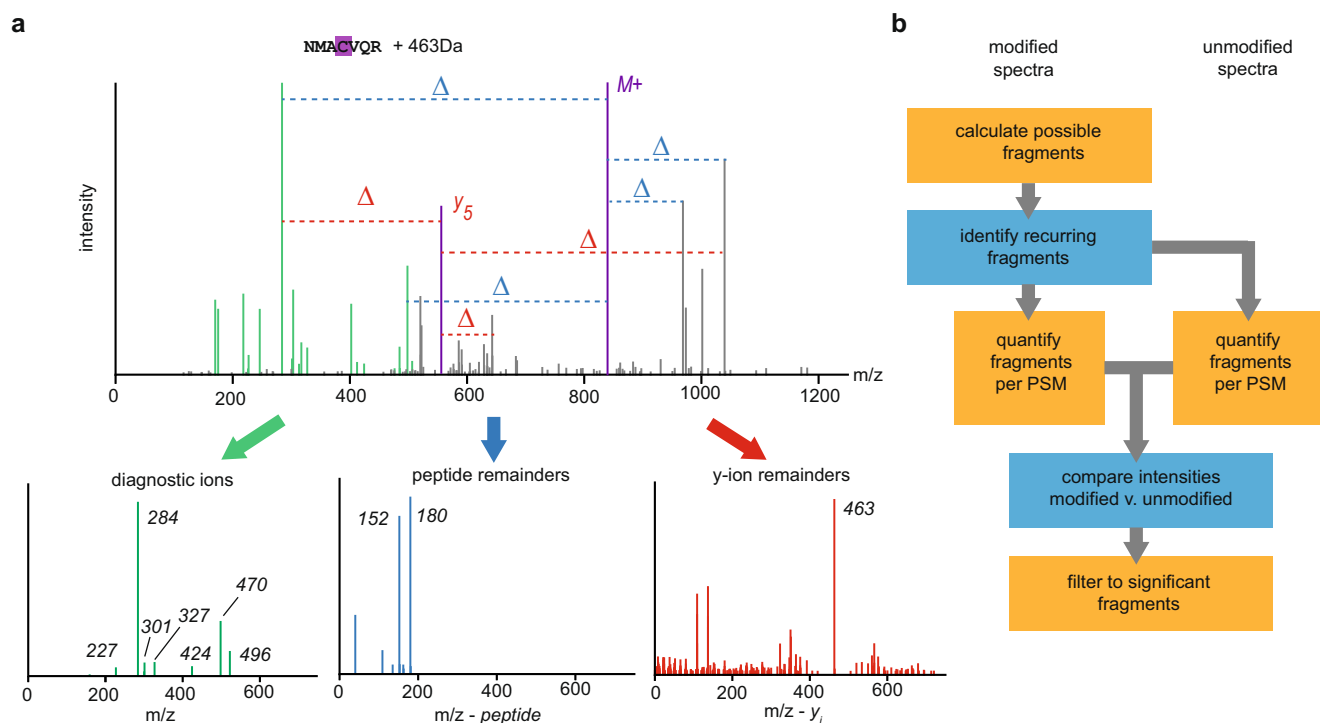 a
NMACVQR + 463Da
Δ
M+
Δ
Δ
Δ
y5
Δ
Δ
Δ
intensity
0
200
400
600
800
1000
1200
m/z
diagnostic ions
284
227
301
327
424
470
496
0
200
400
600
m/z
peptide remainders
152
180
0
200
400
600
m/z - peptide
y-ion remainders
463
0
200
400
600
m/z - yi
b
modified
spectra
unmodified
spectra
calculate possible
fragments
identify recurring
fragments
quantify
fragments
per PSM
quantify
fragments
per PSM
compare intensities
modified v. unmodified
filter to significant
fragments